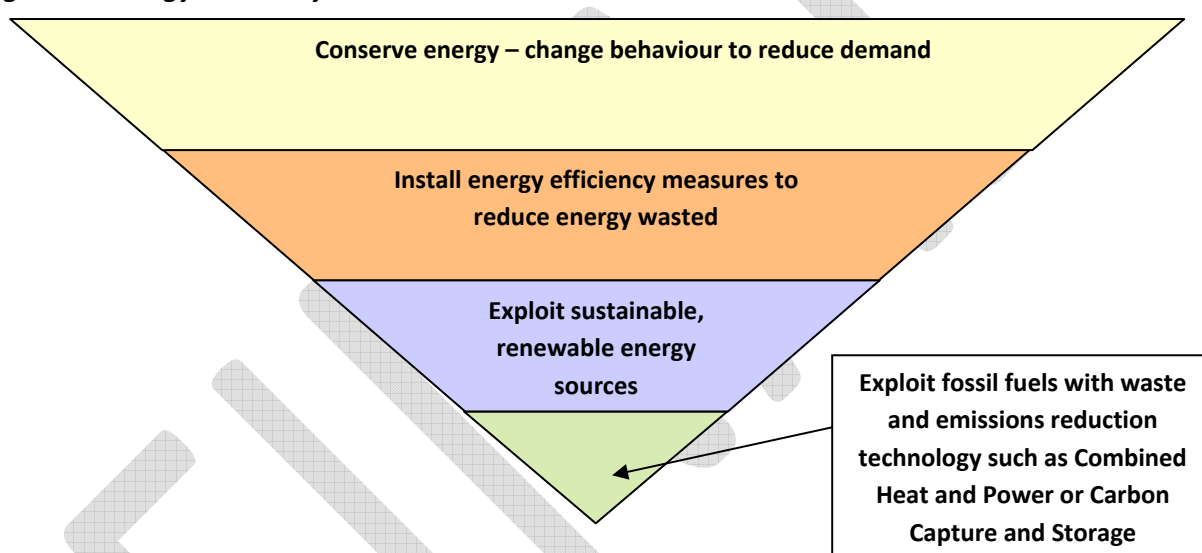 Conserve energy – change behaviour to reduce demand
Install energy efficiency measures to
reduce energy wasted
Exploit sustainable,
renewable energy
sources
Exploit fossil fuels with waste
and emissions reduction
technology such as Combined
Heat and Power or Carbon
Capture and Storage